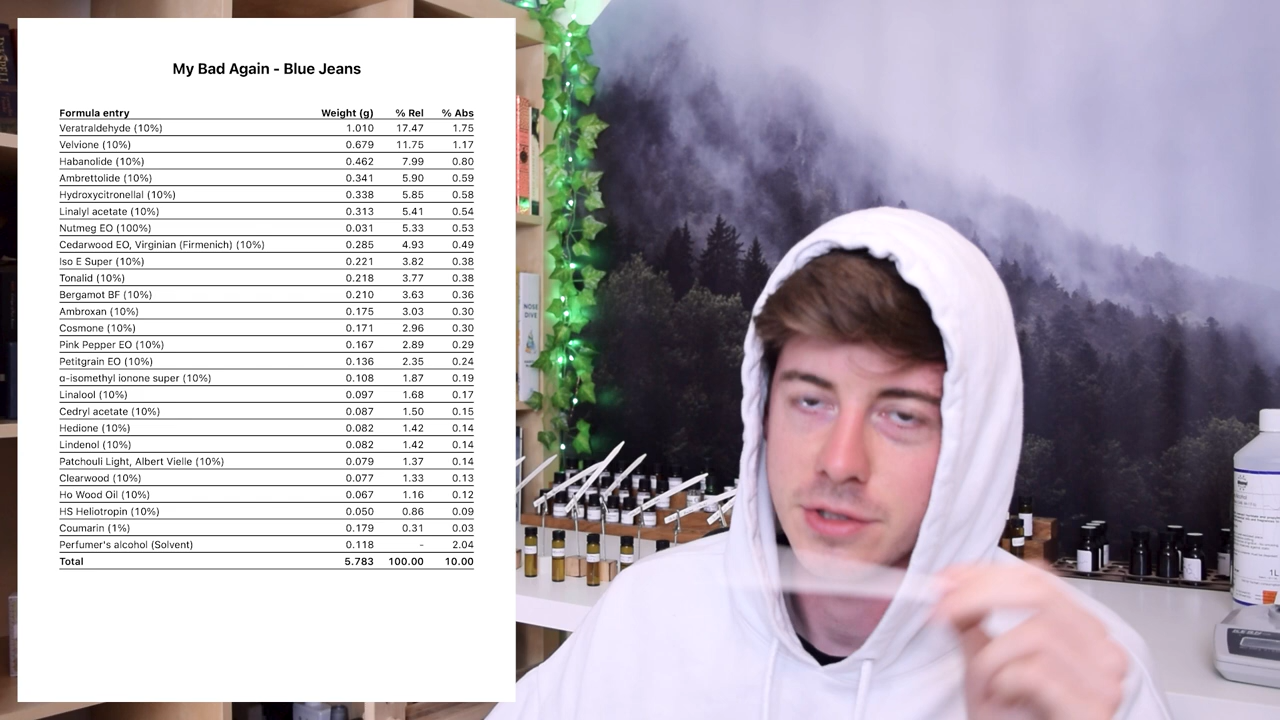 My Bad Again - Blue Jeans
Formula entry Weight (g) % Rel % Abs
Veratraldehyde (10%) 1.010 17.47 1.75
Velvione (10%) 0.679 11.75 1.17
Habanolide (10%) 0.462 7.99 0.80
Ambrettolide (10%) 0.341 5.90 0.59
Hydroxycitronellal (10%) 0.338 5.85 0.58
Linalyl acetate (10%) 0.313 5.41 0.54
Nutmeg EO (100%) 0.031 5.33 0.53
Cedarwood EO, Virginian (Firmenich) (10%) 0.285 4.93 0.49
Iso E Super (10%) 0.221 3.82 0.38
Tonalid (10%) 0.218 3.77 0.38
Bergamot BF (10%) 0.210 3.63 0.36
Ambroxan (10%) 0.175 3.03 0.30
Cosmone (10%) 0.171 2.96 0.30
Pink Pepper EO (10%) 0.167 2.89 0.29
Petitgrain EO (10%) 0.136 2.35 0.24
α-isomethyl ionone super (10%) 0.108 1.87 0.19
Linalool (10%) 0.097 1.68 0.17
Cedryl acetate (10%) 0.087 1.50 0.15
Hedione (10%) 0.082 1.42 0.14
Lindenol (10%) 0.082 1.42 0.14
Patchouli Light, Albert Vielle (10%) 0.079 1.37 0.14
Clearwood (10%) 0.077 1.33 0.13
Ho Wood Oil (10%) 0.067 1.16 0.12
HS Heliotropin (10%) 0.050 0.86 0.09
Coumarin (1%) 0.179 0.31 0.03
Perfumer's alcohol (Solvent) 0.118 - 2.04
Total 5.783 100.00 10.00
NOSE
DIVE
1L